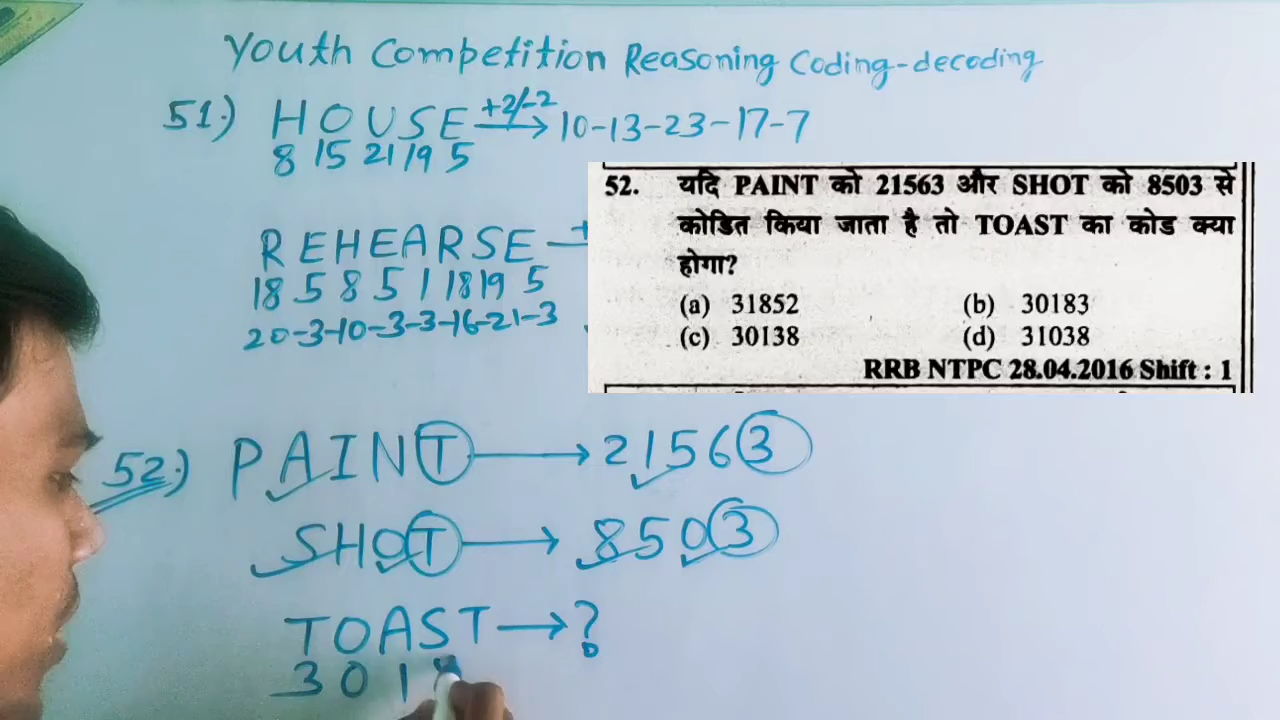 Youth Competition Reasoning Coding-decoding
51.) HOUSE +2/-2 → 10-13-23-17-7
8 15 21 19 5
REHEARSE +
18 5 8 5 1 18 19 5
20-3-10-3-3-16-21-3
52. यदि PAINT को 21563 और SHOT को 8503 से
कोडित किया जाता है तो TOAST का कोड क्या
होगा?
(a) 31852 (b) 30183
(c) 30138 (d) 31038
RRB NTPC 28.04.2016 Shift : 1
52.) PAINT → 21563
SHOT → 8503
TOAST → ?
3 0 1